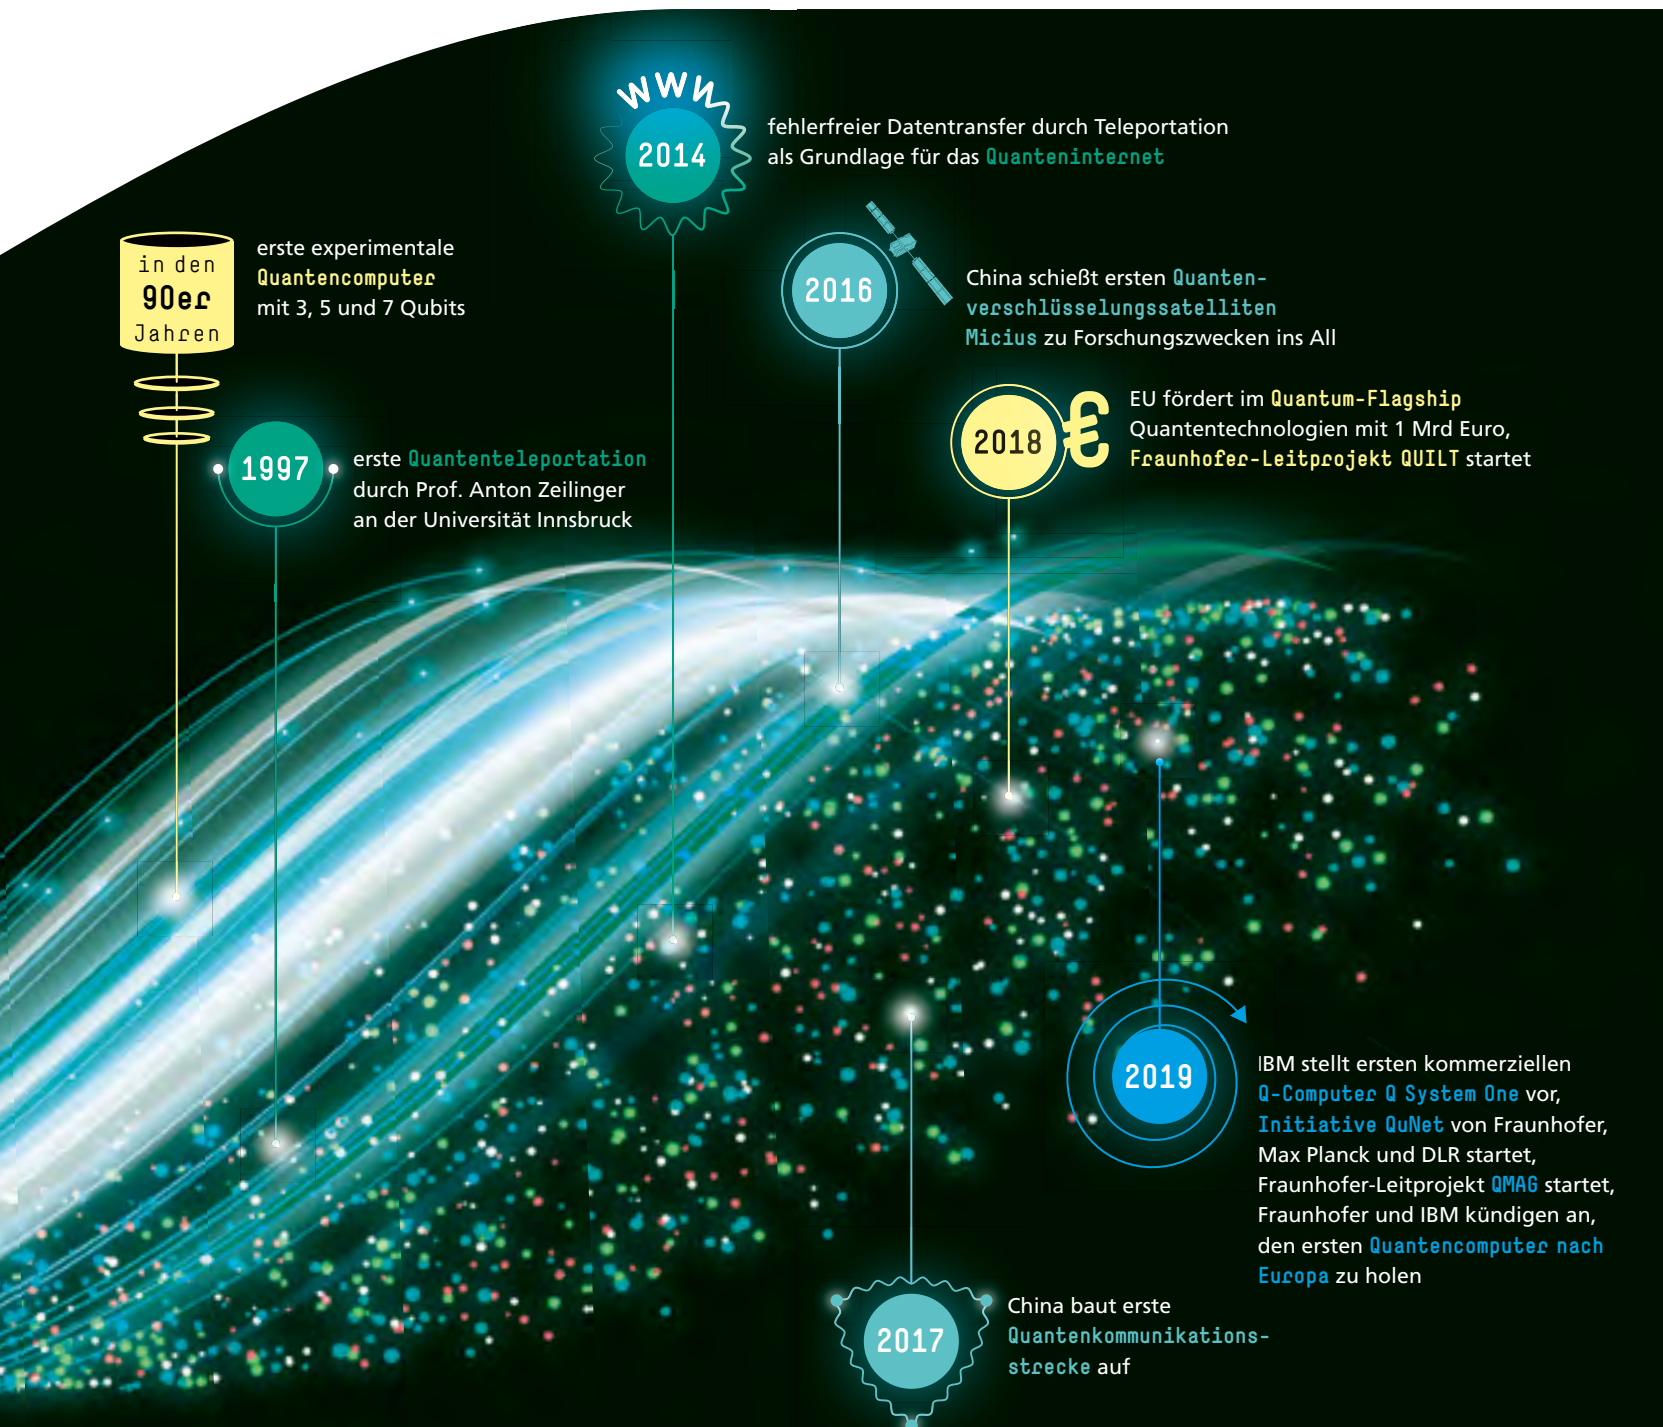 WWW
2014
fehlerfreier Datentransfer durch Teleportation
als Grundlage für das Quanteninternet
in den
90er
Jahren
erste experimentale
Quantencomputer
mit 3, 5 und 7 Qubits
2016
China schießt ersten Quanten-
verschlüsselungssatelliten
Micius zu Forschungszwecken ins All
2018
€
EU fördert im Quantum-Flagship
Quantentechnologien mit 1 Mrd Euro,
Fraunhofer-Leitprojekt QUILT startet
1997
erste Quantenteleportation
durch Prof. Anton Zeilinger
an der Universität Innsbruck
2019
IBM stellt ersten kommerziellen
Q-Computer Q System One vor,
Initiative QuNet von Fraunhofer,
Max Planck und DLR startet,
Fraunhofer-Leitprojekt QMAG startet,
Fraunhofer und IBM kündigen an,
den ersten Quantencomputer nach
Europa zu holen
2017
China baut erste
Quantenkommunikations-
strecke auf